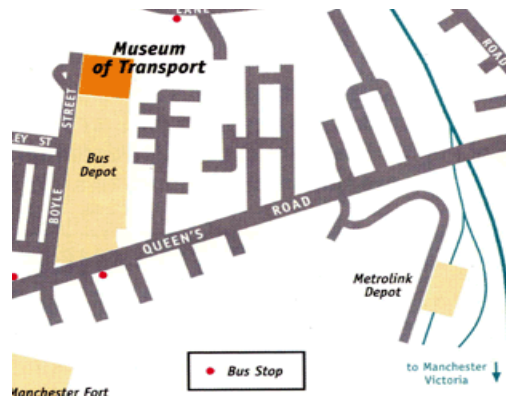 LANE
Museum
of Transport
ROAD
STREET
EY ST
Bus
Depot
BOYLE
QUEEN'S
ROAD
Metrolink
Depot
Bus Stop
to Manchester
Victoria
Manchester Fort